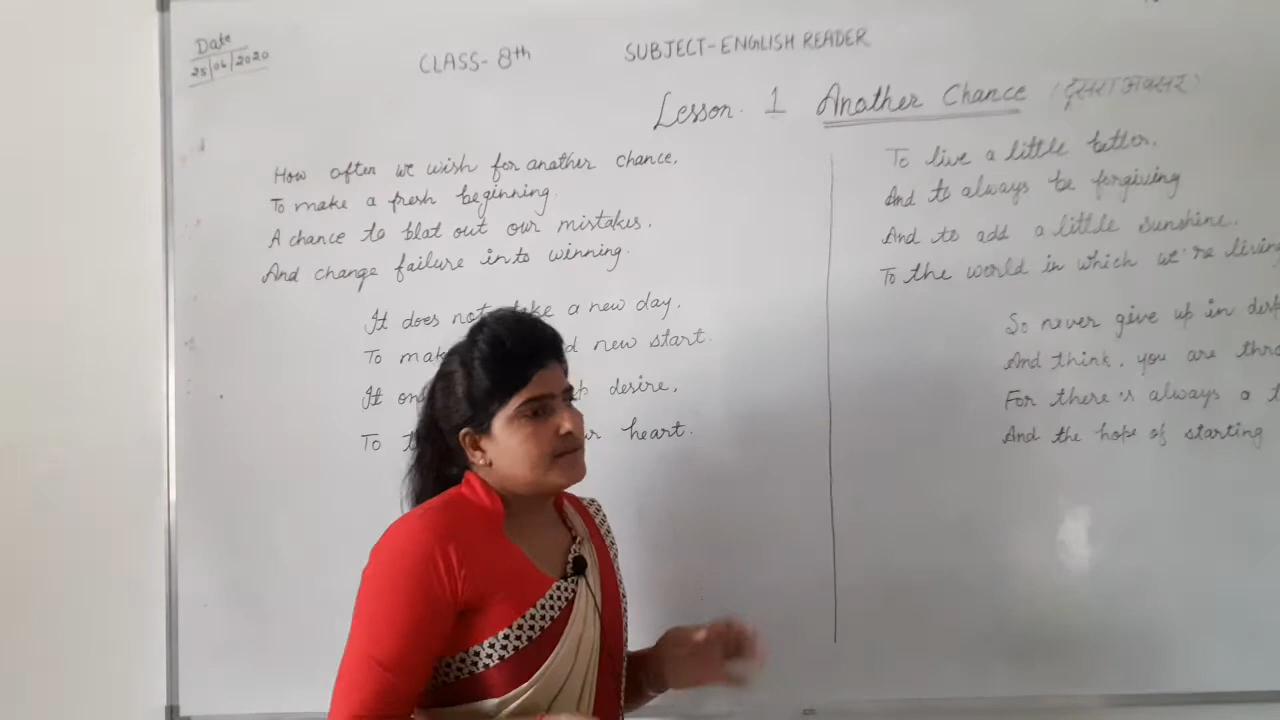 Date
25/06/2020
CLASS- 8th
SUBJECT- ENGLISH READER
Lesson. 1 Another Chance (दूसरा अवसर)
How often we wish for another chance,
To make a fresh beginning.
A chance to blat out our mistakes.
And change failure into winning.
It does not take a new day.
To new start.
It desire,
To heart.
To live a little better.
And to always be forgiving
And to add a little sunshine.
To the world in which we're living
So never give up in
And think, you are
For there's always a
And the hope of starting